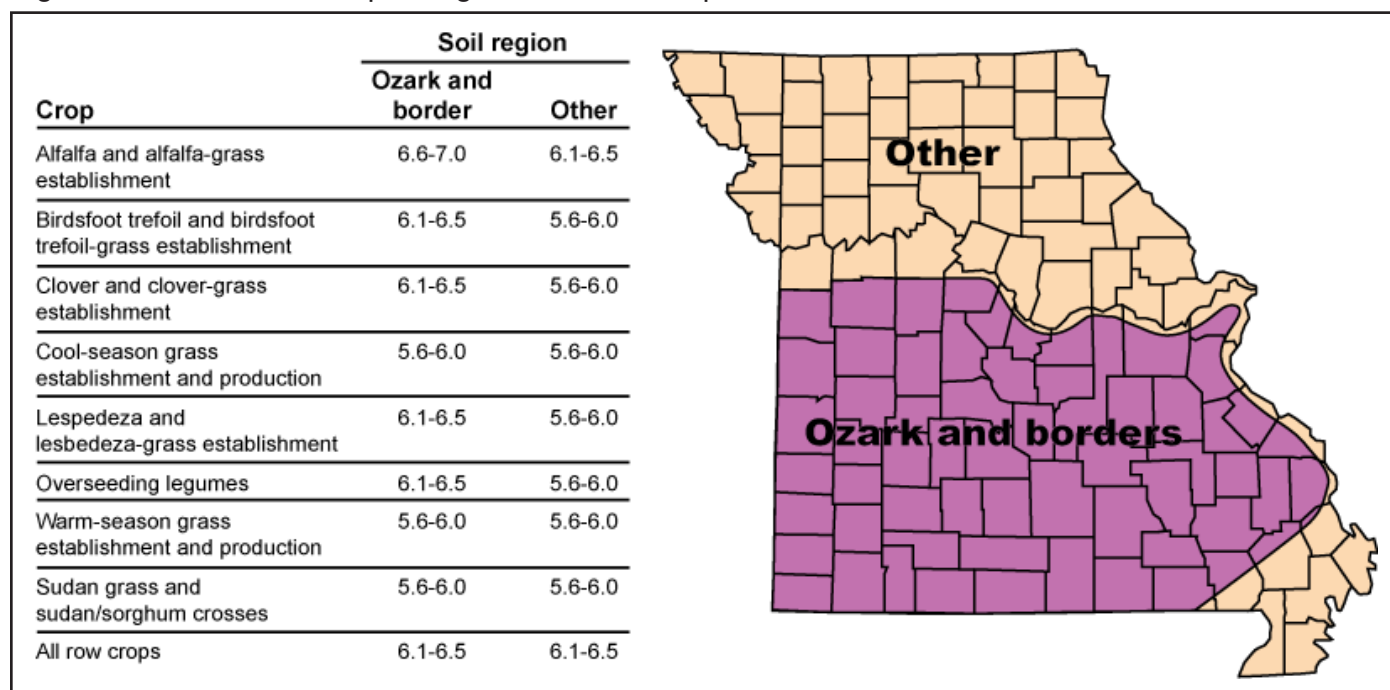 Soil region
Ozark and
border
Crop Other
Alfalfa and alfalfa-grass 6.6-7.0 6.1-6.5
establishment
Birdsfoot trefoil and birdsfoot 6.1-6.5 5.6-6.0
trefoil-grass establishment
Clover and clover-grass 6.1-6.5 5.6-6.0
establishment
Cool-season grass 5.6-6.0 5.6-6.0
establishment and production
Lespedeza and 6.1-6.5 5.6-6.0
lesbedeza-grass establishment
Overseeding legumes 6.1-6.5 5.6-6.0
Warm-season grass 5.6-6.0 5.6-6.0
establishment and production
Sudan grass and 5.6-6.0 5.6-6.0
sudan/sorghum crosses
All row crops 6.1-6.5 6.1-6.5
Other
Ozark and borders